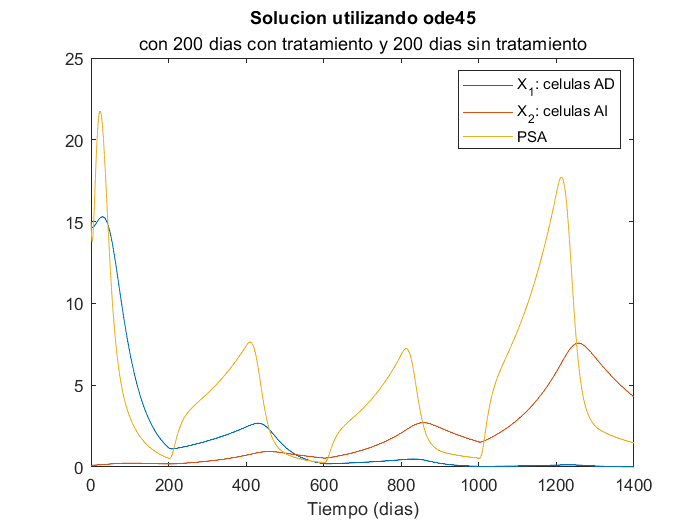 Solucion utilizando ode45
con 200 dias con tratamiento y 200 dias sin tratamiento
25
20
15
10
5
0
X1: celulas AD
X2: celulas AI
PSA
0 200 400 600 800 1000 1200 1400
Tiempo (dias)